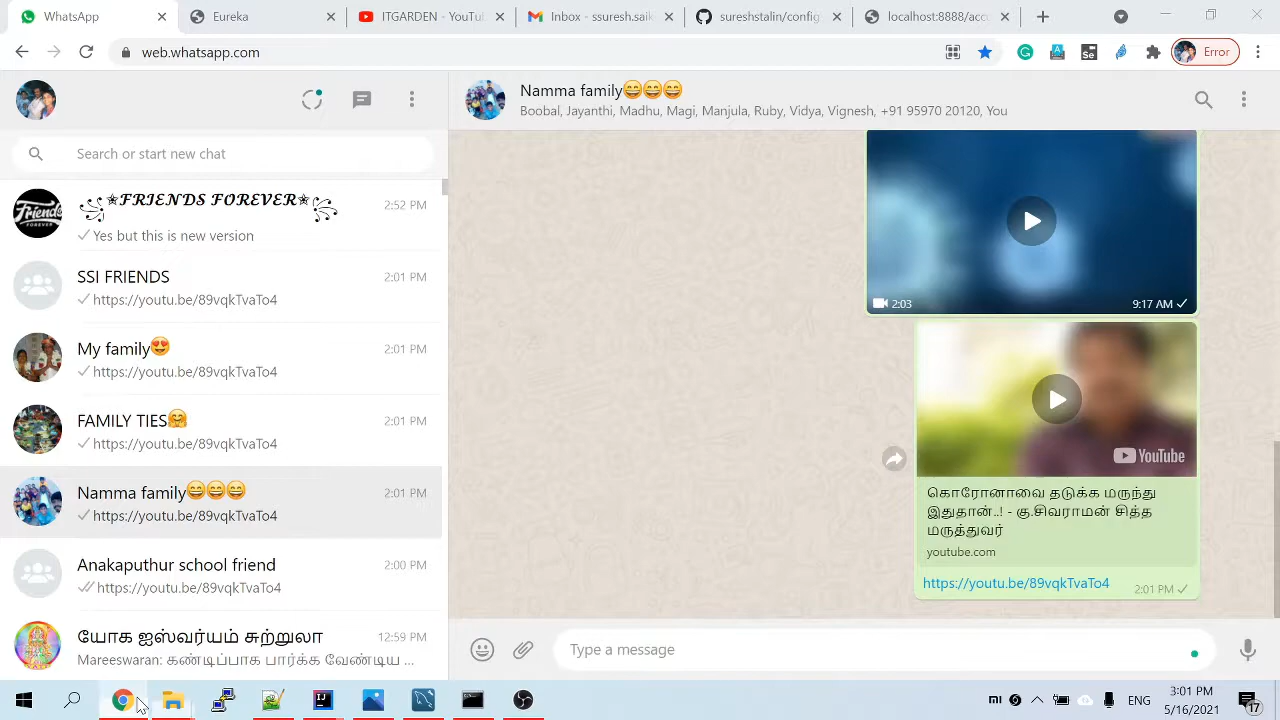 WhatsApp
Eureka
ITGARDEN - YouTu
Inbox - ssuresh.saik
eshstalin/config
localhost:8888/acc
web.whatsapp.com
Error
Namma family😄😄😄
Boobal, Jayanthi, Madhu, Magi, Manjula, Ruby, Vidya, Vignesh, +91 95970 20120, You
Search or start new chat
Friends
FOREVER
꧁✯𝓕𝓡𝓘𝓔𝓝𝓓𝓢 𝓕𝓞𝓡𝓔𝓥𝓔𝓡✯꧂
2:52 PM
Yes but this is new version
SSI FRIENDS
2:01 PM
https://youtu.be/89vqkTvaTo4
My family😍
2:01 PM
https://youtu.be/89vqkTvaTo4
FAMILY TIES🤗
2:01 PM
https://youtu.be/89vqkTvaTo4
Namma family😄😄😄
2:01 PM
https://youtu.be/89vqkTvaTo4
Anakaputhur school friend
2:00 PM
https://youtu.be/89vqkTvaTo4
யோக ஐஸ்வர்யம் சுற்றுலா
12:59 PM
Mareeswaran: கண்டிப்பாக பார்க்க வேண்டிய ...
2:03
9:17 AM
YouTube
கொரோனாவை தடுக்க மருந்து
இதுதான்..! - கு.சிவராமன் சித்த
மருத்துவர்
youtube.com
https://youtu.be/89vqkTvaTo4
2:01 PM
Type a message
ENG
5/16/2021
17